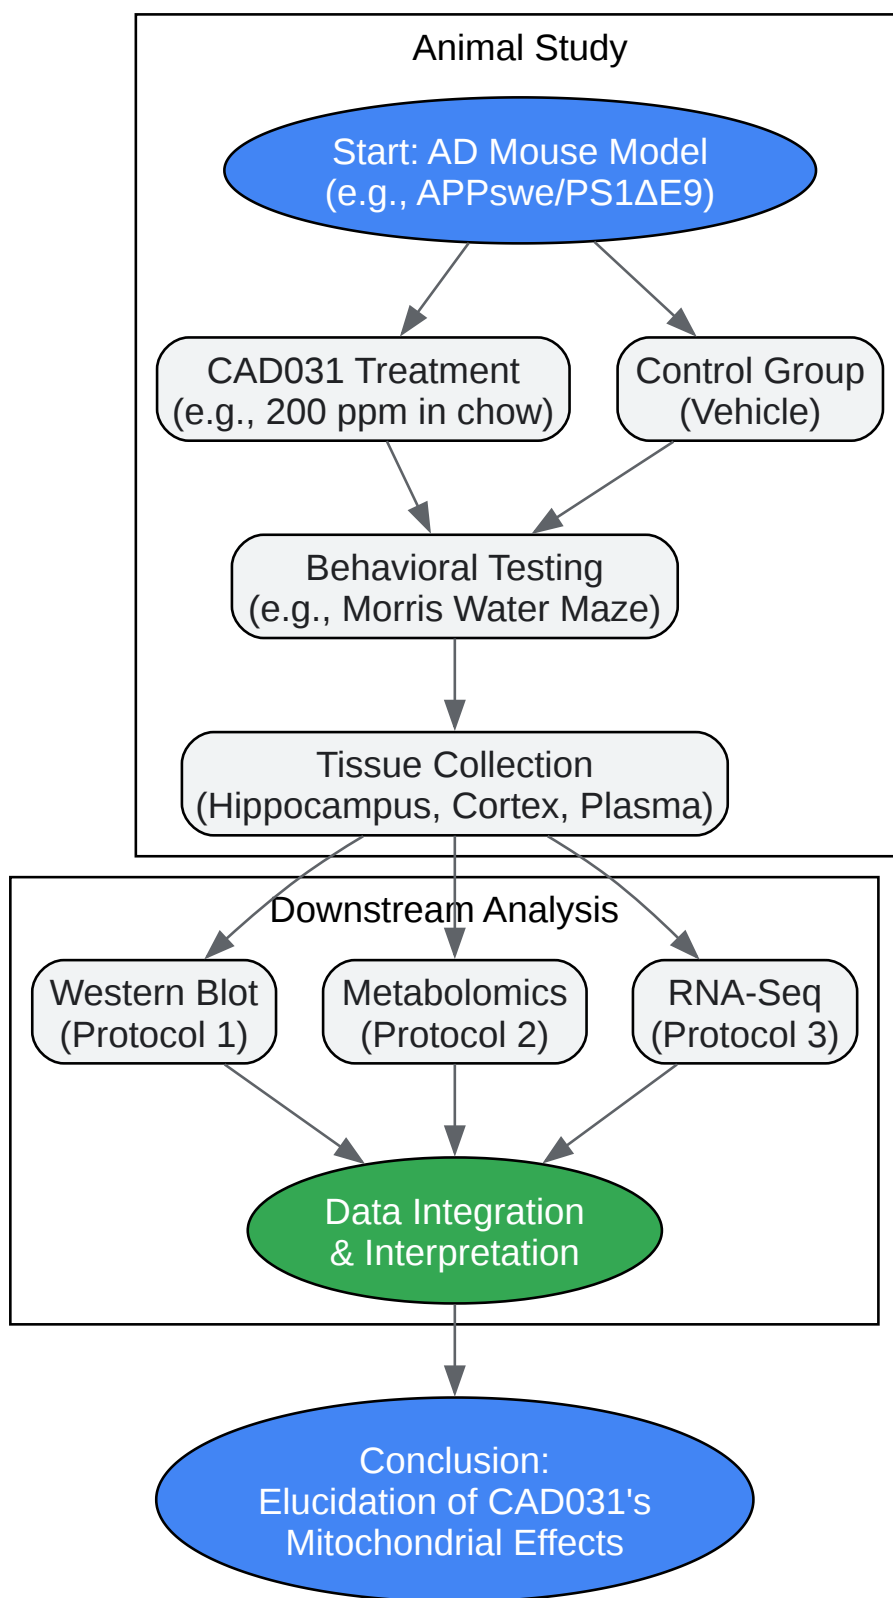 Animal Study
Start: AD Mouse Model
(e.g., APPswe/PS1ΔE9)
CAD031 Treatment
(e.g., 200 ppm in chow)
Control Group
(Vehicle)
Behavioral Testing
(e.g., Morris Water Maze)
Tissue Collection
(Hippocampus, Cortex, Plasma)
Downstream Analysis
Western Blot
(Protocol 1)
Metabolomics
(Protocol 2)
RNA-Seq
(Protocol 3)
Data Integration
& Interpretation
Conclusion:
Elucidation of CAD031's
Mitochondrial Effects